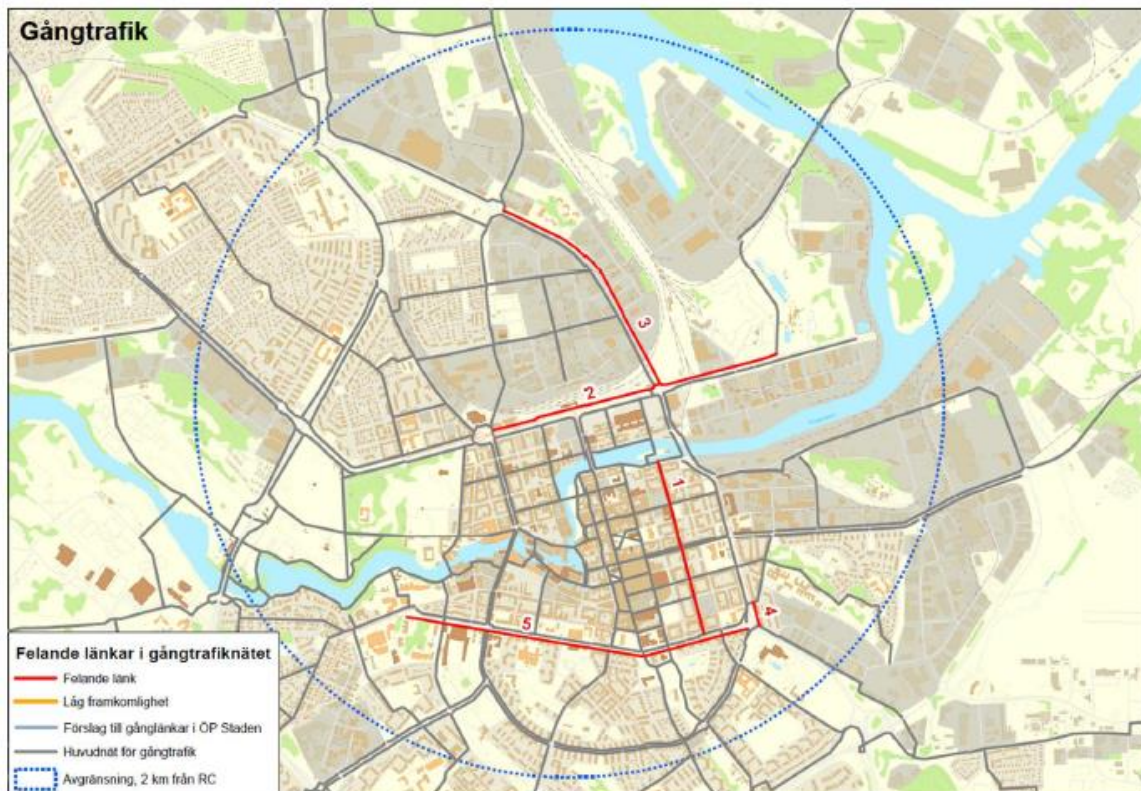 Gångtrafik
3
2
1
4
5
Felande länkar i gångtrafiknätet
Felande länk
Låg framkomlighet
Förslag till gånglänkar i ÖP Staden
Huvudnät för gångtrafik
Avgränsning, 2 km från RC